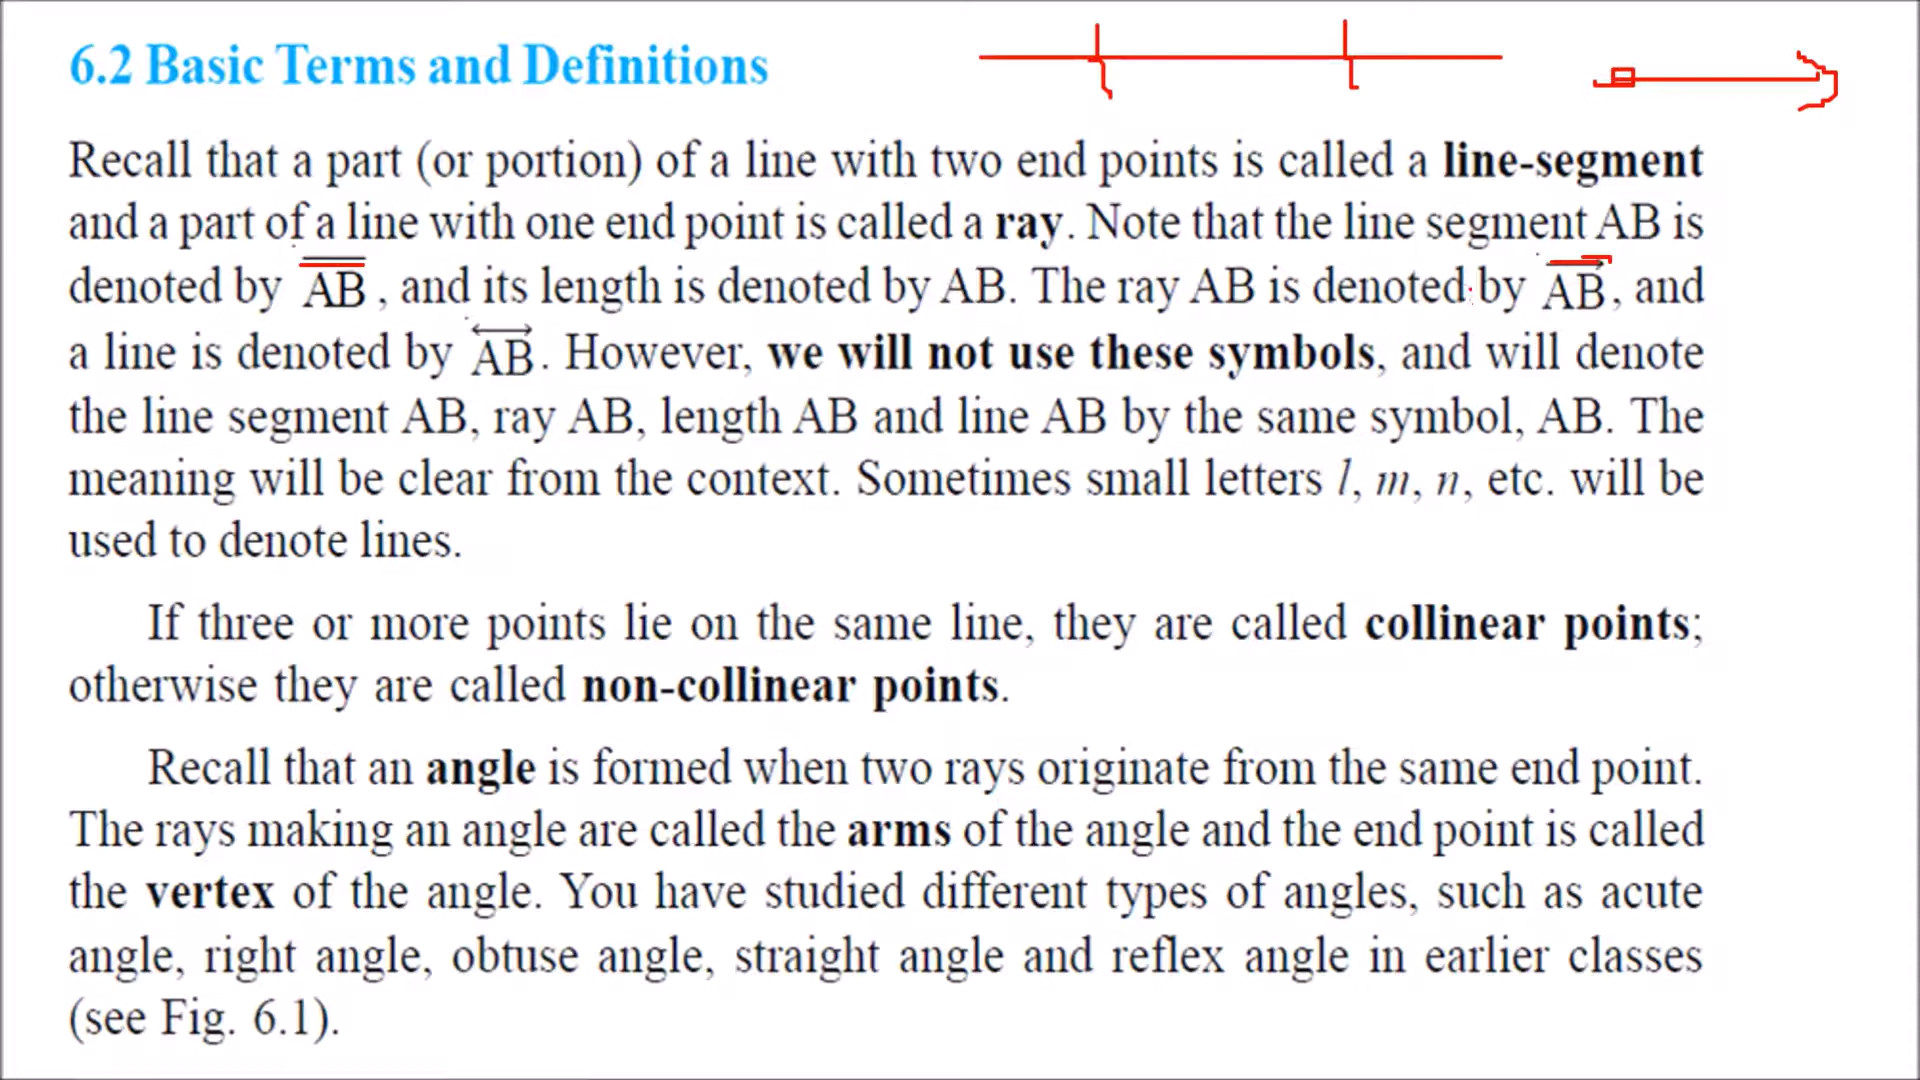 6.2 Basic Terms and Definitions
Recall that a part (or portion) of a line with two end points is called a line-segment
and a part of a line with one end point is called a ray. Note that the line segment AB is
denoted by A̅B̅, and its length is denoted by AB. The ray AB is denoted by AB⃗, and
a line is denoted by AB⃡. However, we will not use these symbols, and will denote
the line segment AB, ray AB, length AB and line AB by the same symbol, AB. The
meaning will be clear from the context. Sometimes small letters l, m, n, etc. will be
used to denote lines.
If three or more points lie on the same line, they are called collinear points;
otherwise they are called non-collinear points.
Recall that an angle is formed when two rays originate from the same end point.
The rays making an angle are called the arms of the angle and the end point is called
the vertex of the angle. You have studied different types of angles, such as acute
angle, right angle, obtuse angle, straight angle and reflex angle in earlier classes
(see Fig. 6.1).